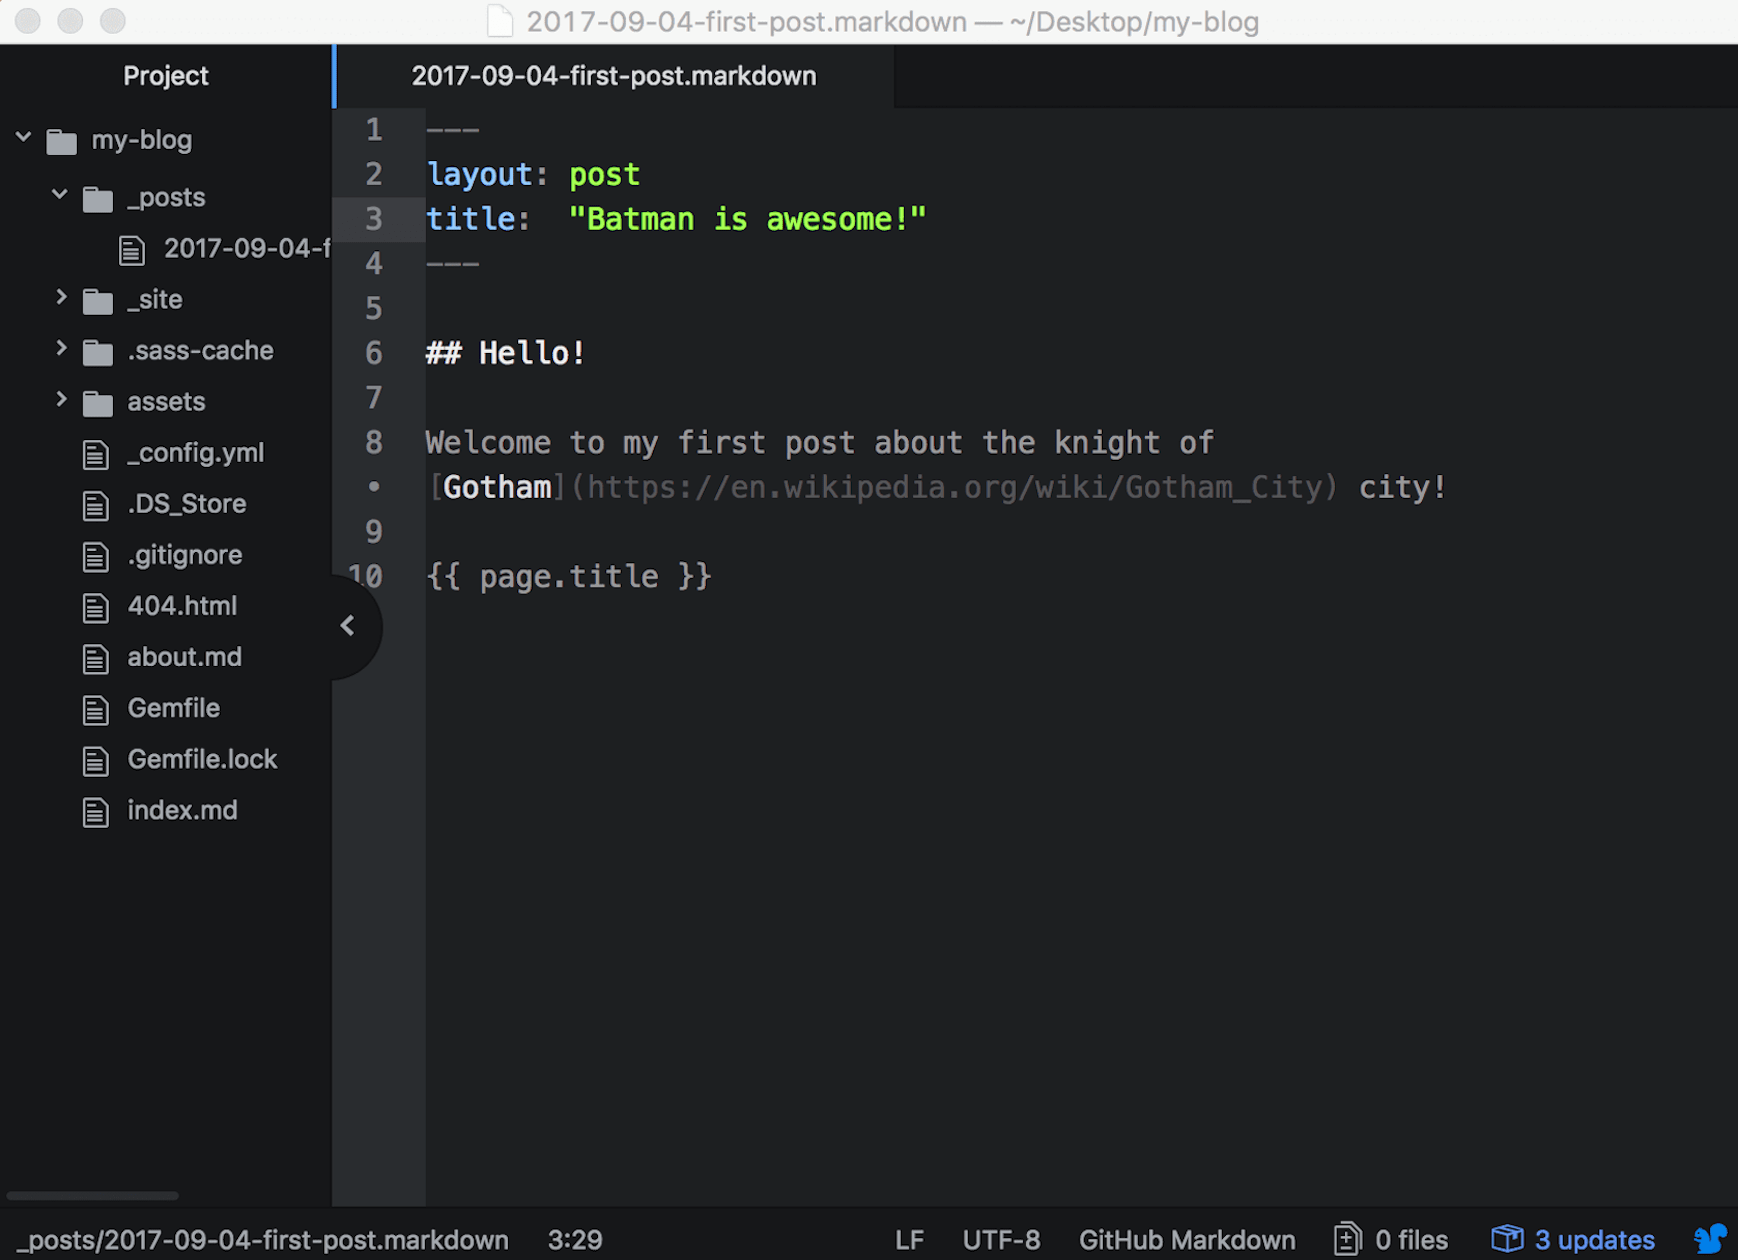 2017-09-04-first-post.markdown — ~/Desktop/my-blog
Project
my-blog
_posts
2017-09-04-f
_site
.sass-cache
assets
_config.yml
.DS_Store
.gitignore
404.html
about.md
Gemfile
Gemfile.lock
index.md
2017-09-04-first-post.markdown
1 ---
2 layout: post
3 title:  "Batman is awesome!"
4 ---
5
6 ## Hello!
7
8 Welcome to my first post about the knight of
• [Gotham](https://en.wikipedia.org/wiki/Gotham_City) city!
9
10 {{ page.title }}
_posts/2017-09-04-first-post.markdown 3:29 LF UTF-8 GitHub Markdown 0 files 3 updates